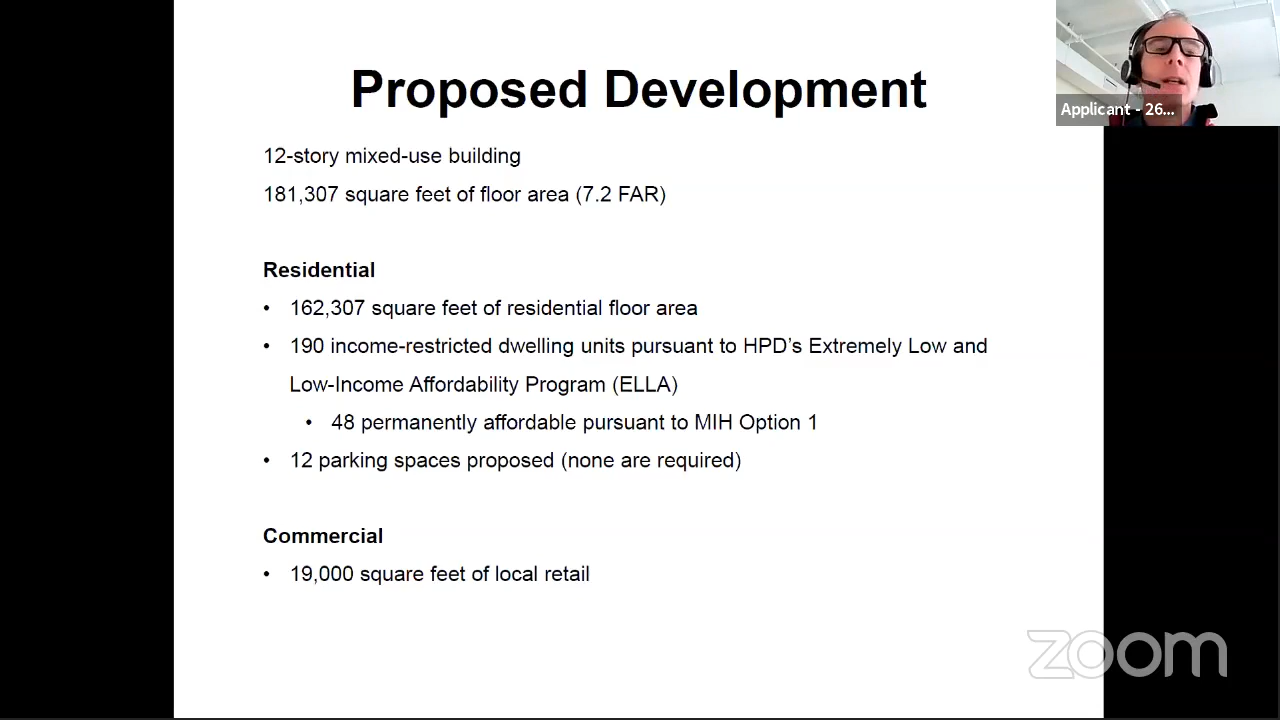 Proposed Development
Applicant - 26...
12-story mixed-use building
181,307 square feet of floor area (7.2 FAR)
Residential
• 162,307 square feet of residential floor area
• 190 income-restricted dwelling units pursuant to HPD's Extremely Low and
Low-Income Affordability Program (ELLA)
• 48 permanently affordable pursuant to MIH Option 1
• 12 parking spaces proposed (none are required)
Commercial
• 19,000 square feet of local retail
zoom